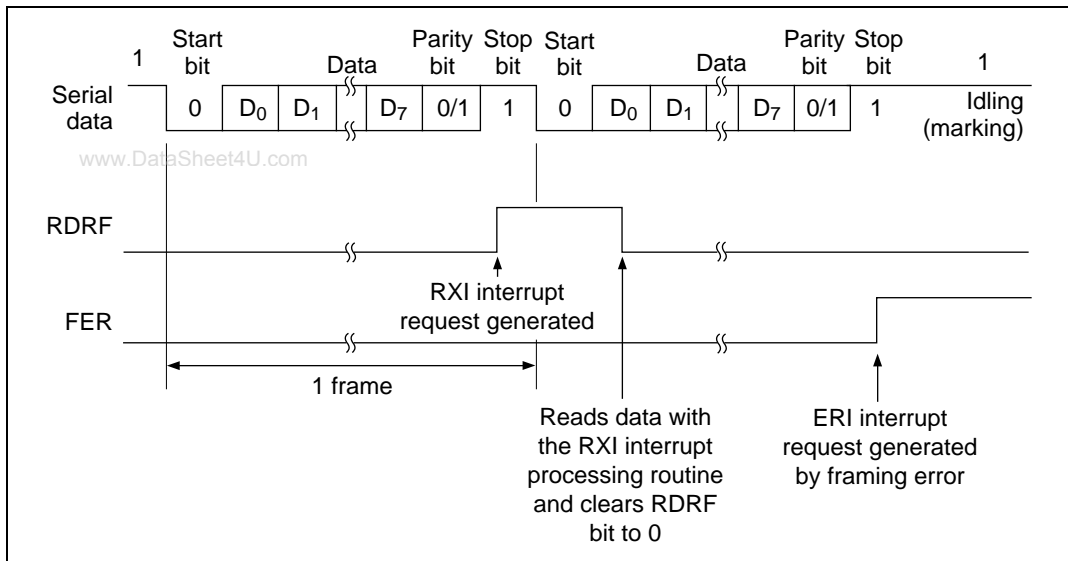 1
Start bit
Data
Parity bit
Stop bit
Start bit
Data
Parity bit
Stop bit
1
Serial data
0 D0 D1 D7 0/1 1 0 D0 D1 D7 0/1 1
Idling (marking)
www.DataSheet4U.com
RDRF
RXI interrupt
request generated
FER
1 frame
Reads data with
the RXI interrupt
processing routine
and clears RDRF
bit to 0
ERI interrupt
request generated
by framing error